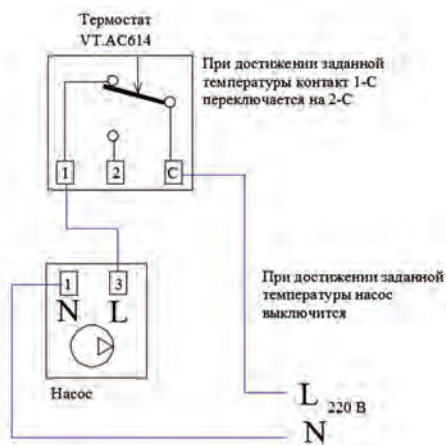 Термостат
VT.AC614
При достижении заданной
температуры контакт 1-С
переключается на 2-С
1 2 C
1 3
N L
При достижении заданной
температуры насос
выключится
Насос
L 220 В
N